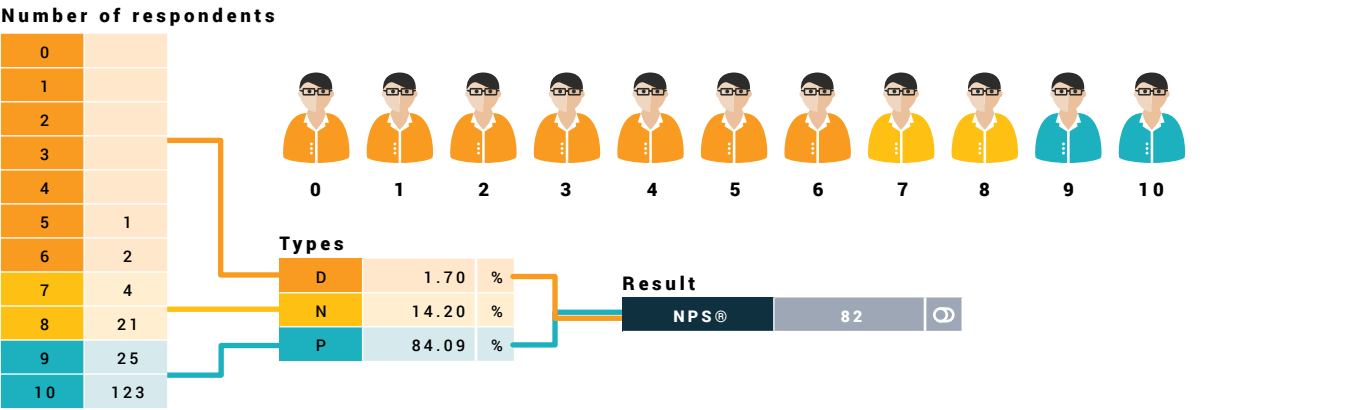 Number of respondents
0
1
2
3
4
5 1
6 2
7 4
8 21
9 25
10 123
0 1 2 3 4 5 6 7 8 9 10
Types
D 1.70 %
N 14.20 %
P 84.09 %
Result
NPS® 82